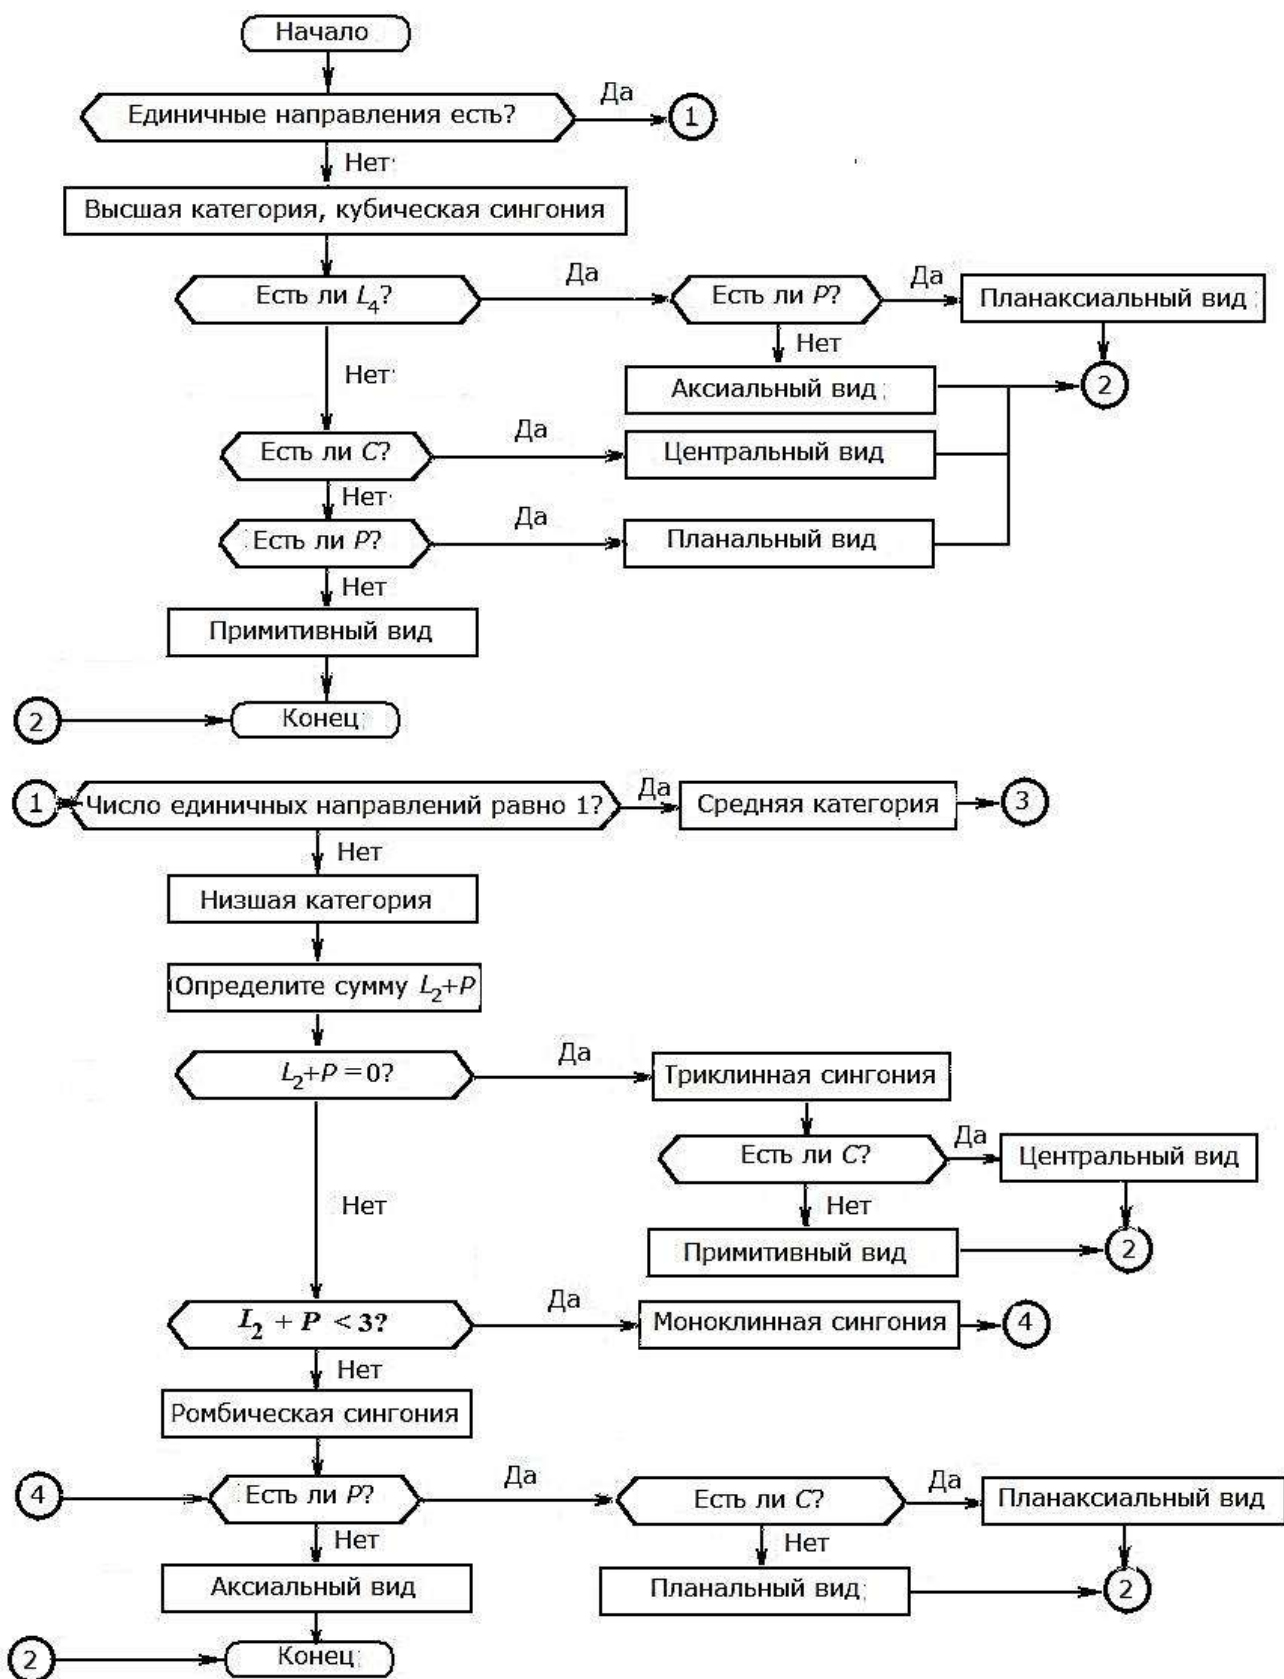 Начало
Единичные направления есть?
Да
1
Нет
Высшая категория, кубическая сингония
Есть ли L4?
Да
Есть ли P?
Да
Планаксиальный вид
Нет
Нет
Аксиальный вид
2
Есть ли C?
Да
Центральный вид
Нет
Есть ли P?
Да
Планальный вид
Нет
Примитивный вид
2
Конец
1
Число единичных направлений равно 1?
Да
Средняя категория
3
Нет
Низшая категория
Определите сумму L2+P
L2+P = 0?
Да
Триклинная сингония
Есть ли C?
Да
Центральный вид
Нет
Нет
Примитивный вид
2
L2 + P < 3?
Да
Моноклинная сингония
4
Нет
Ромбическая сингония
4
Есть ли P?
Да
Есть ли C?
Да
Планаксиальный вид
Нет
Нет
Аксиальный вид
Планальный вид
2
2
Конец